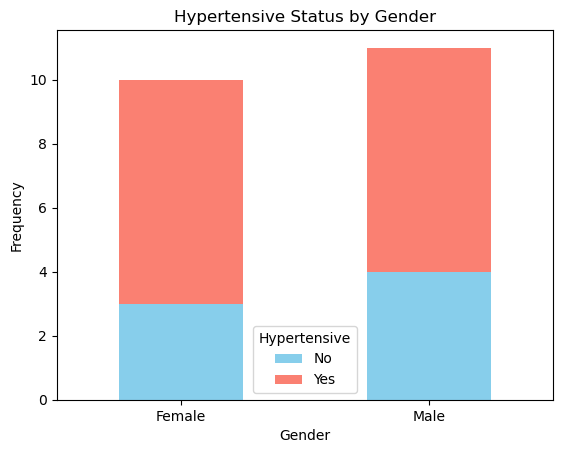 Hypertensive Status by Gender
Frequency
10
8
6
4
2
0
Hypertensive
No
Yes
Female
Male
Gender